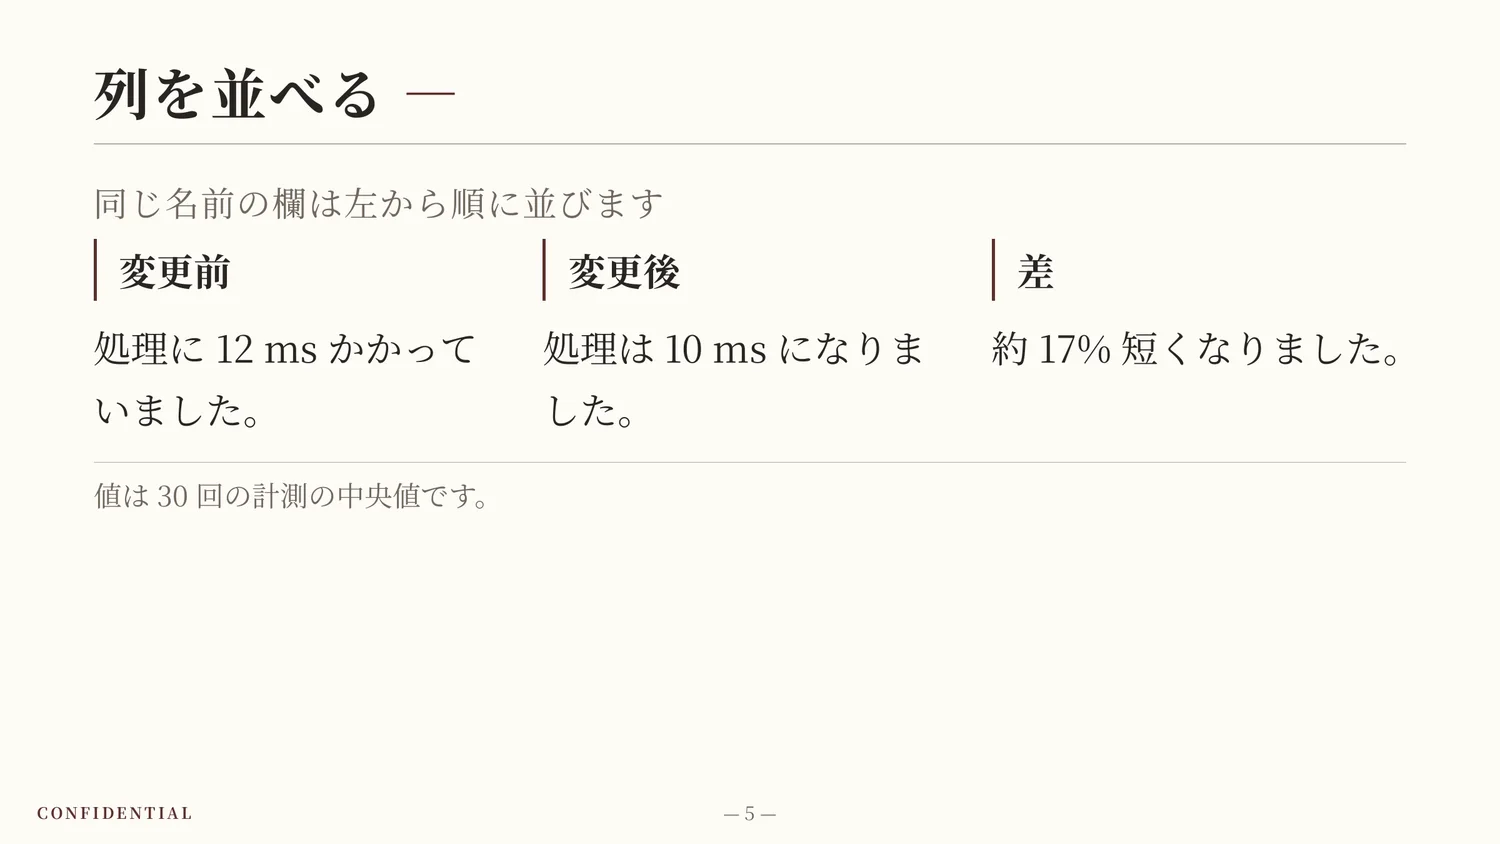 列を並べる —
同じ名前の欄は左から順に並びます
変更前
処理に 12 ms かかって
いました。
変更後
処理は 10 ms になりま
した。
差
約 17% 短くなりました。
値は 30 回の計測の中央値です。
CONFIDENTIAL
— 5 —